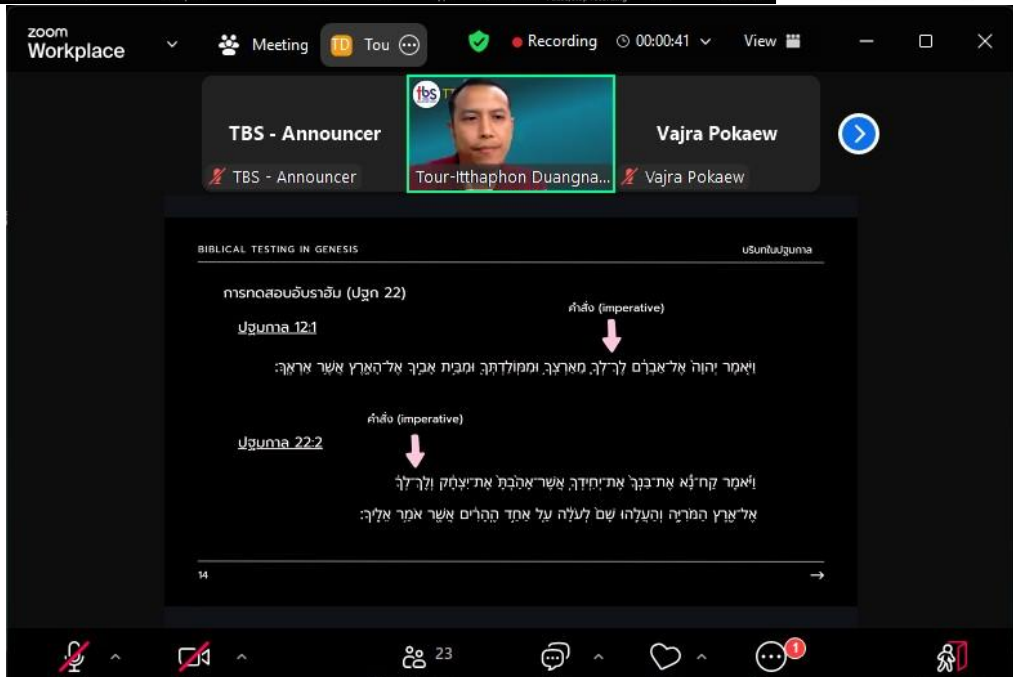 zoom
Workplace
Meeting
TD Tou
Recording
00:00:41
View
TBS - Announcer
tbs
Vajra Pokaew
TBS - Announcer
Tour-Itthaphon Duangna...
Vajra Pokaew
BIBLICAL TESTING IN GENESIS
บริบทในปฐมกาล
การทดสอบอับราฮัม (ปฐก 22)
คำสั่ง (imperative)
ปฐมกาล 12:1
וַיֹּאמֶר יְהוָה אֶל־אַבְרָם לֶךְ־לְךָ מֵאַרְצְךָ וּמִמּוֹלַדְתְּךָ וּמִבֵּית אָבִיךָ אֶל־הָאָרֶץ אֲשֶׁר אַרְאֶךָּ׃
คำสั่ง (imperative)
ปฐมกาล 22:2
וַיֹּאמֶר קַח־נָא אֶת־בִּנְךָ אֶת־יְחִידְךָ אֲשֶׁר־אָהַבְתָּ אֶת־יִצְחָק וְלֶךְ־לְךָ
אֶל־אֶרֶץ הַמֹּרִיָּה וְהַעֲלֵהוּ שָׁם לְעֹלָה עַל אַחַד הֶהָרִים אֲשֶׁר אֹמַר אֵלֶיךָ׃
14
23
1